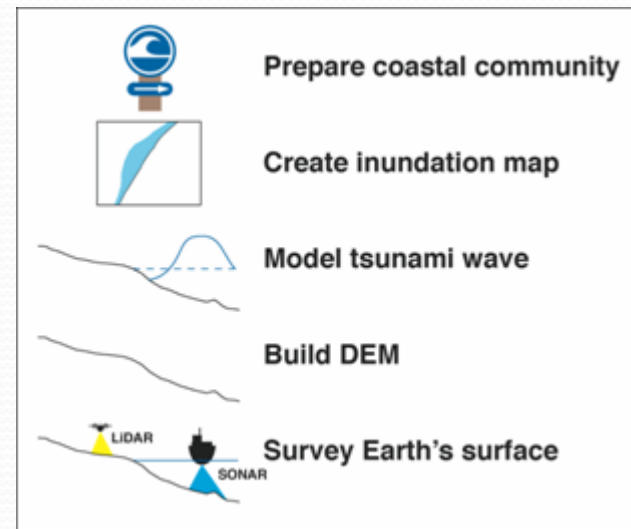 Prepare coastal community
Create inundation map
Model tsunami wave
Build DEM
LiDAR
SONAR
Survey Earth's surface